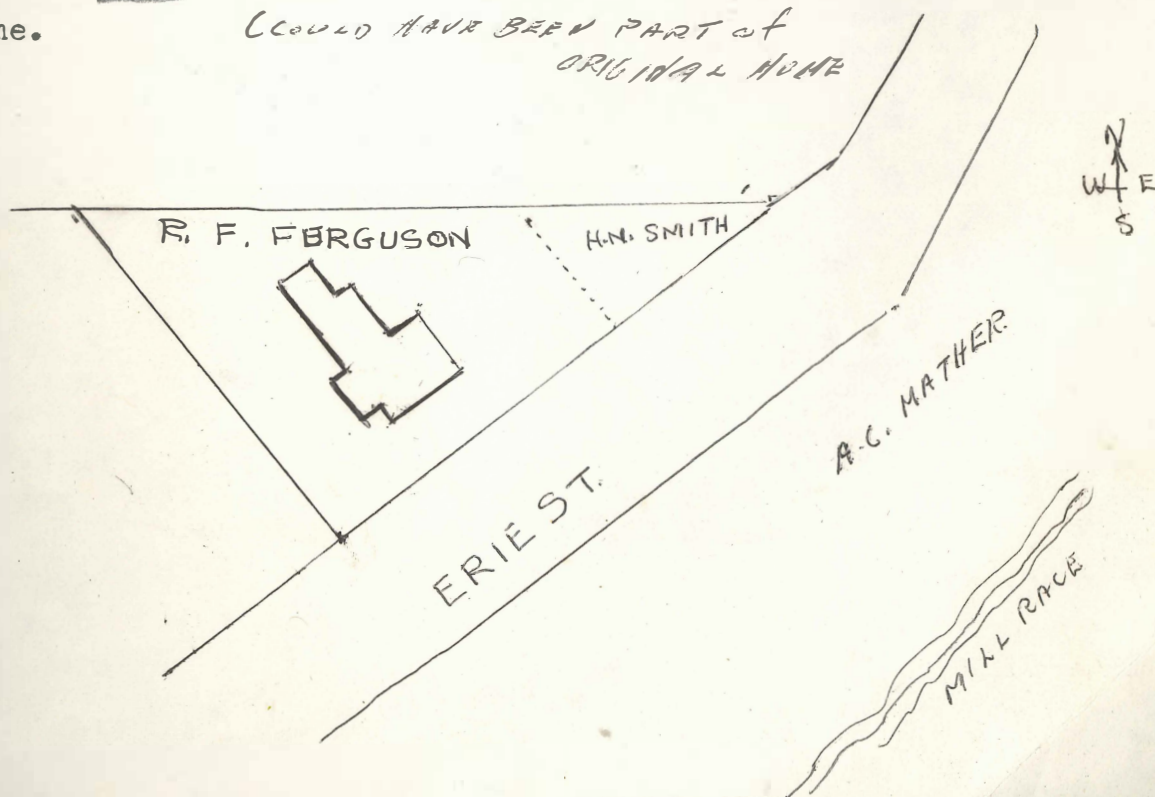 ne.
(COULD HAVE BEEN PART of
ORIGINAL HOME
N
W E
S
R. F. FERGUSON
H.N. SMITH
A.C. MATHER
ERIE ST.
MILL RACE